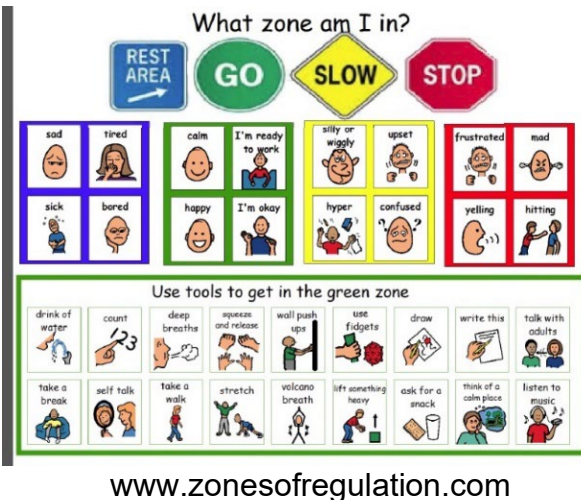 What zone am I in?
REST
AREA
GO
SLOW
STOP
sad
tired
sick
bored
calm
I'm ready
to work
happy
I'm okay
silly or
wiggly
upset
hyper
confused
frustrated
mad
yelling
hitting
Use tools to get in the green zone
drink of
water
count
123
deep
breaths
squeeze
and release
wall push
ups
use
fidgets
draw
write this
talk with
adults
take a
break
self talk
take a
walk
stretch
volcano
breath
lift something
heavy
ask for a
snack
think of a
calm place
listen to
music
www.zonesofregulation.com